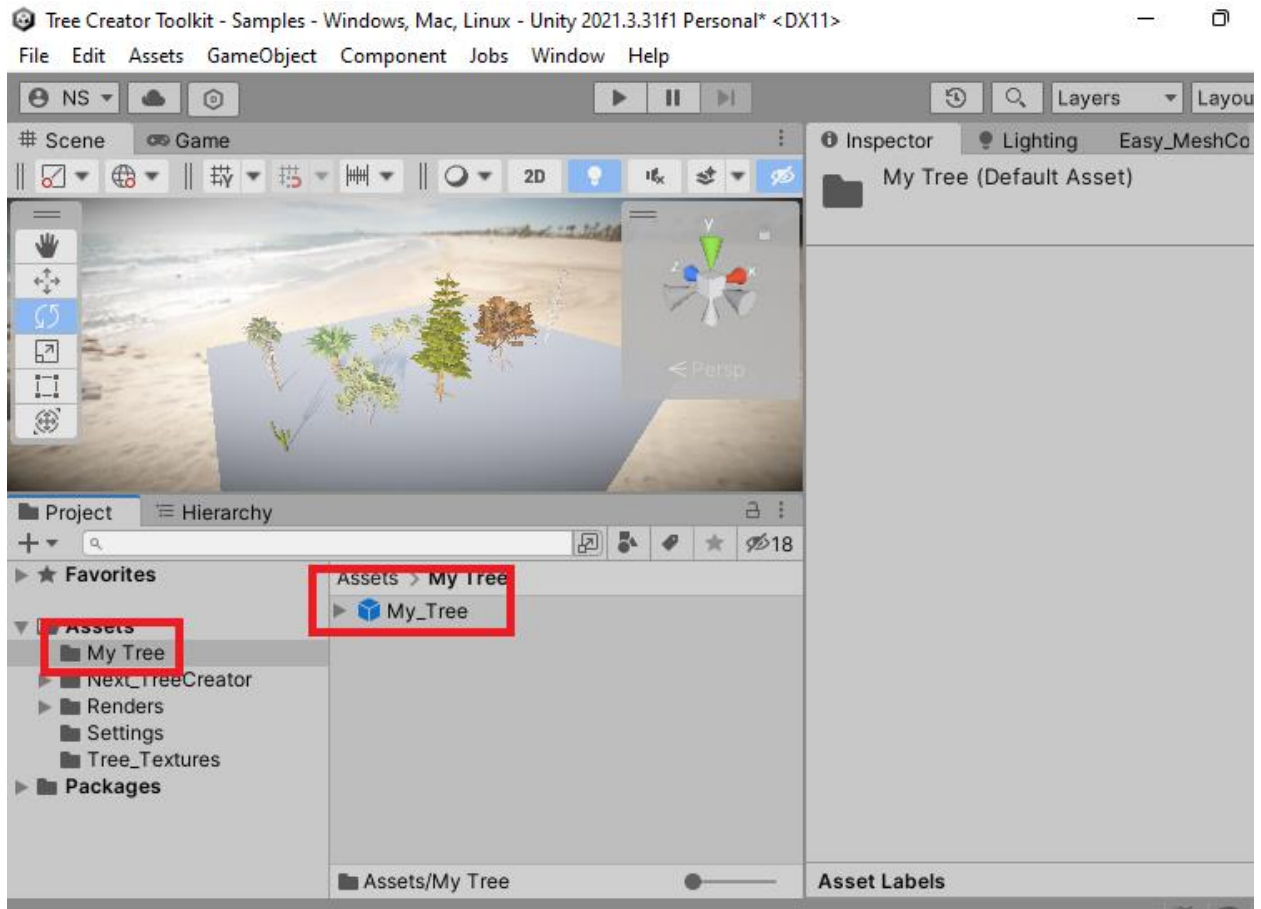 Tree Creator Toolkit - Samples - Windows, Mac, Linux - Unity 2021.3.31f1 Personal* <DX11>
File Edit Assets GameObject Component Jobs Window Help
NS Layers Layou
Scene Game Inspector Lighting Easy_MeshCo
2D
My Tree (Default Asset)
y
z x
Persp
Project Hierarchy
18
Favorites
Assets > My Tree
My_Tree
Assets
My Tree
Next_TreeCreator
Renders
Settings
Tree_Textures
Packages
Assets/My Tree
Asset Labels